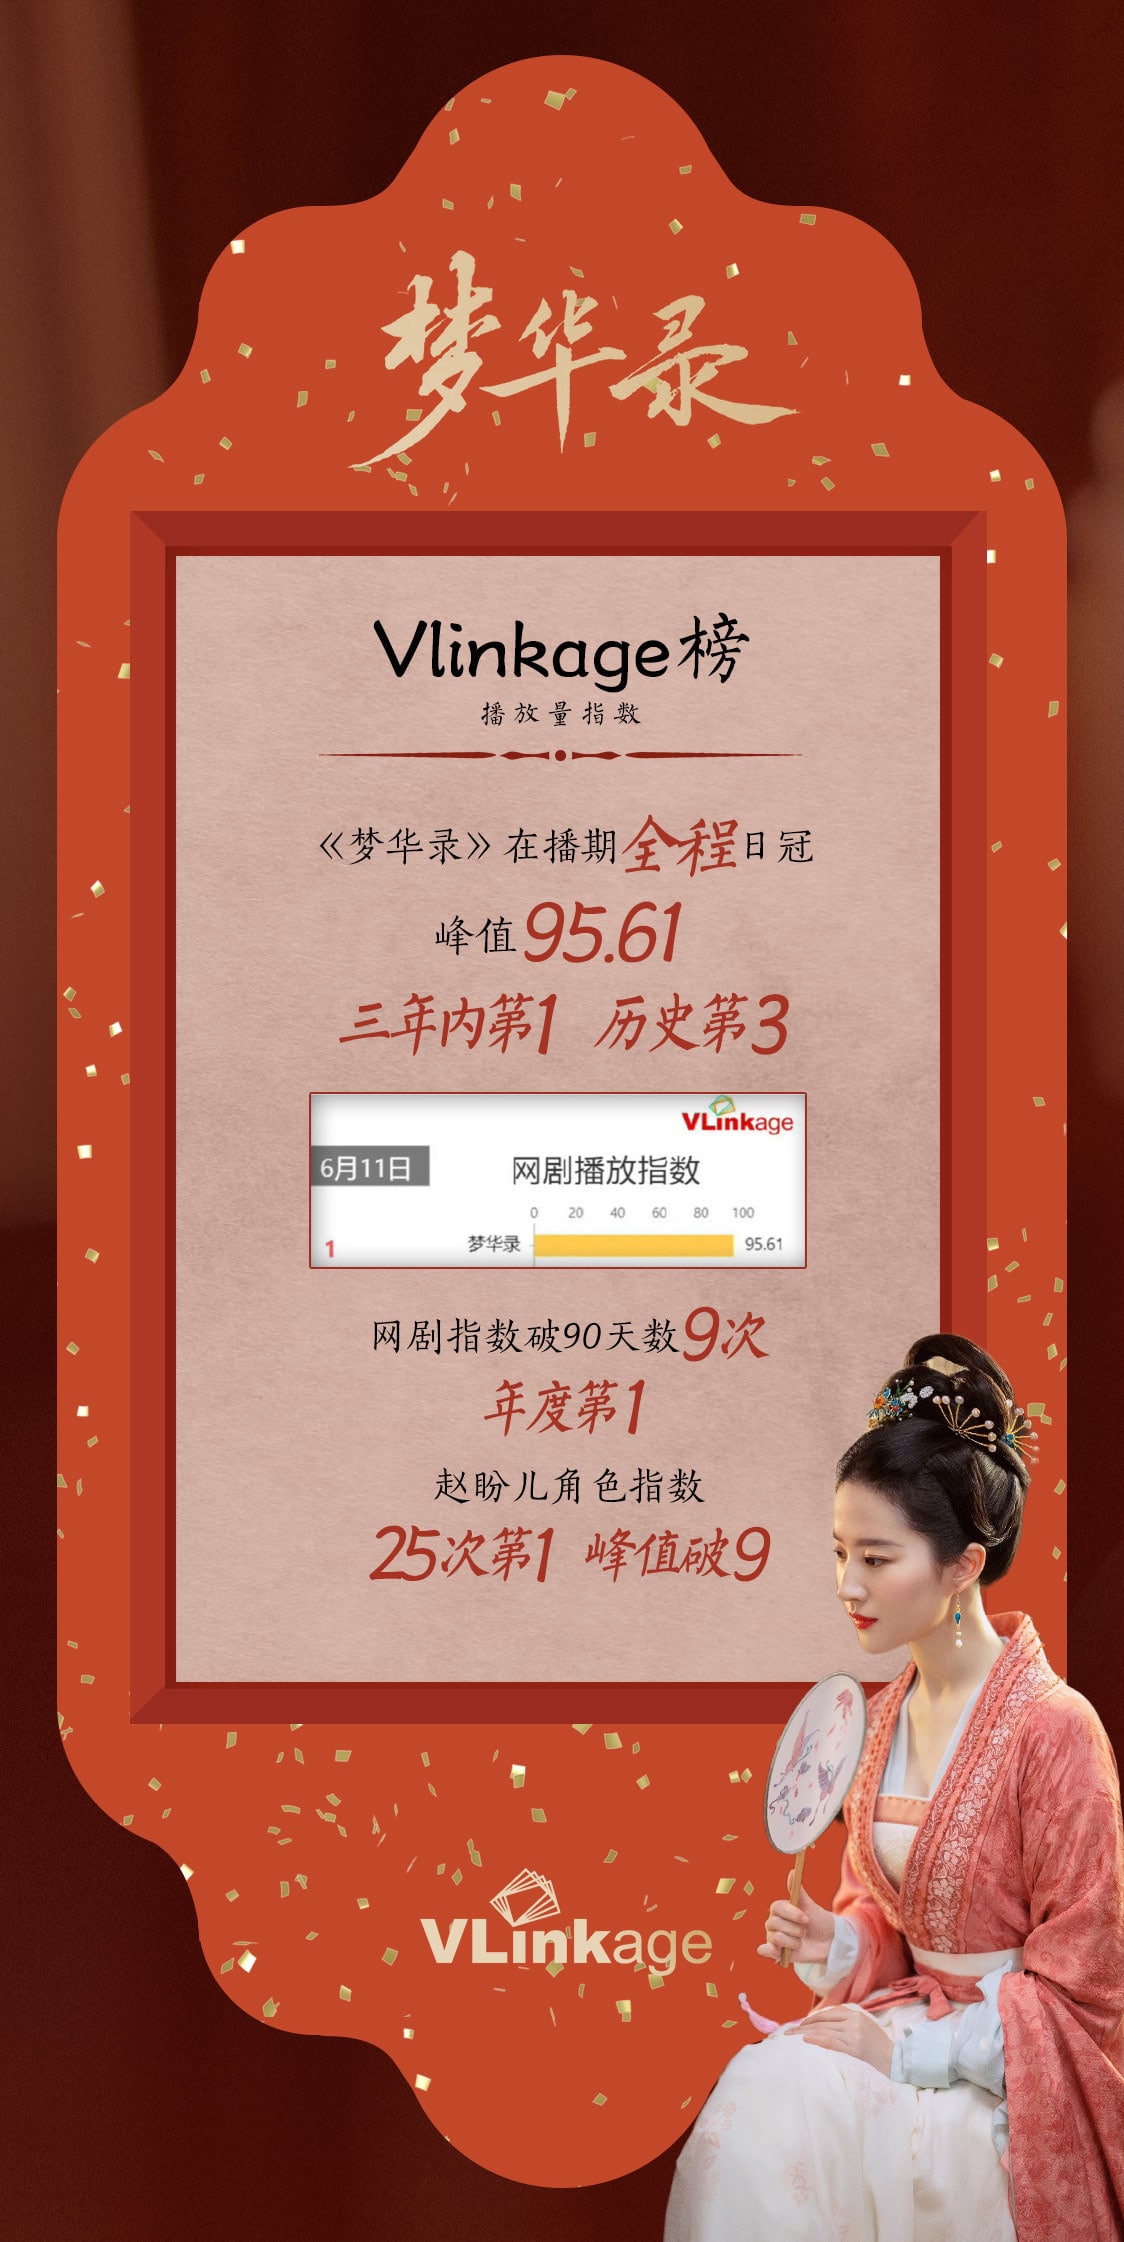 梦华录
Vlinkage榜
播放量指数
《梦华录》在播期全程日冠
峰值95.61
三年内第1 历史第3
VLinkage
6月11日 网剧播放指数
0 20 40 60 80 100
1 梦华录 95.61
网剧指数破90天数9次
年度第1
赵盼儿角色指数
25次第1 峰值破9
VLinkage